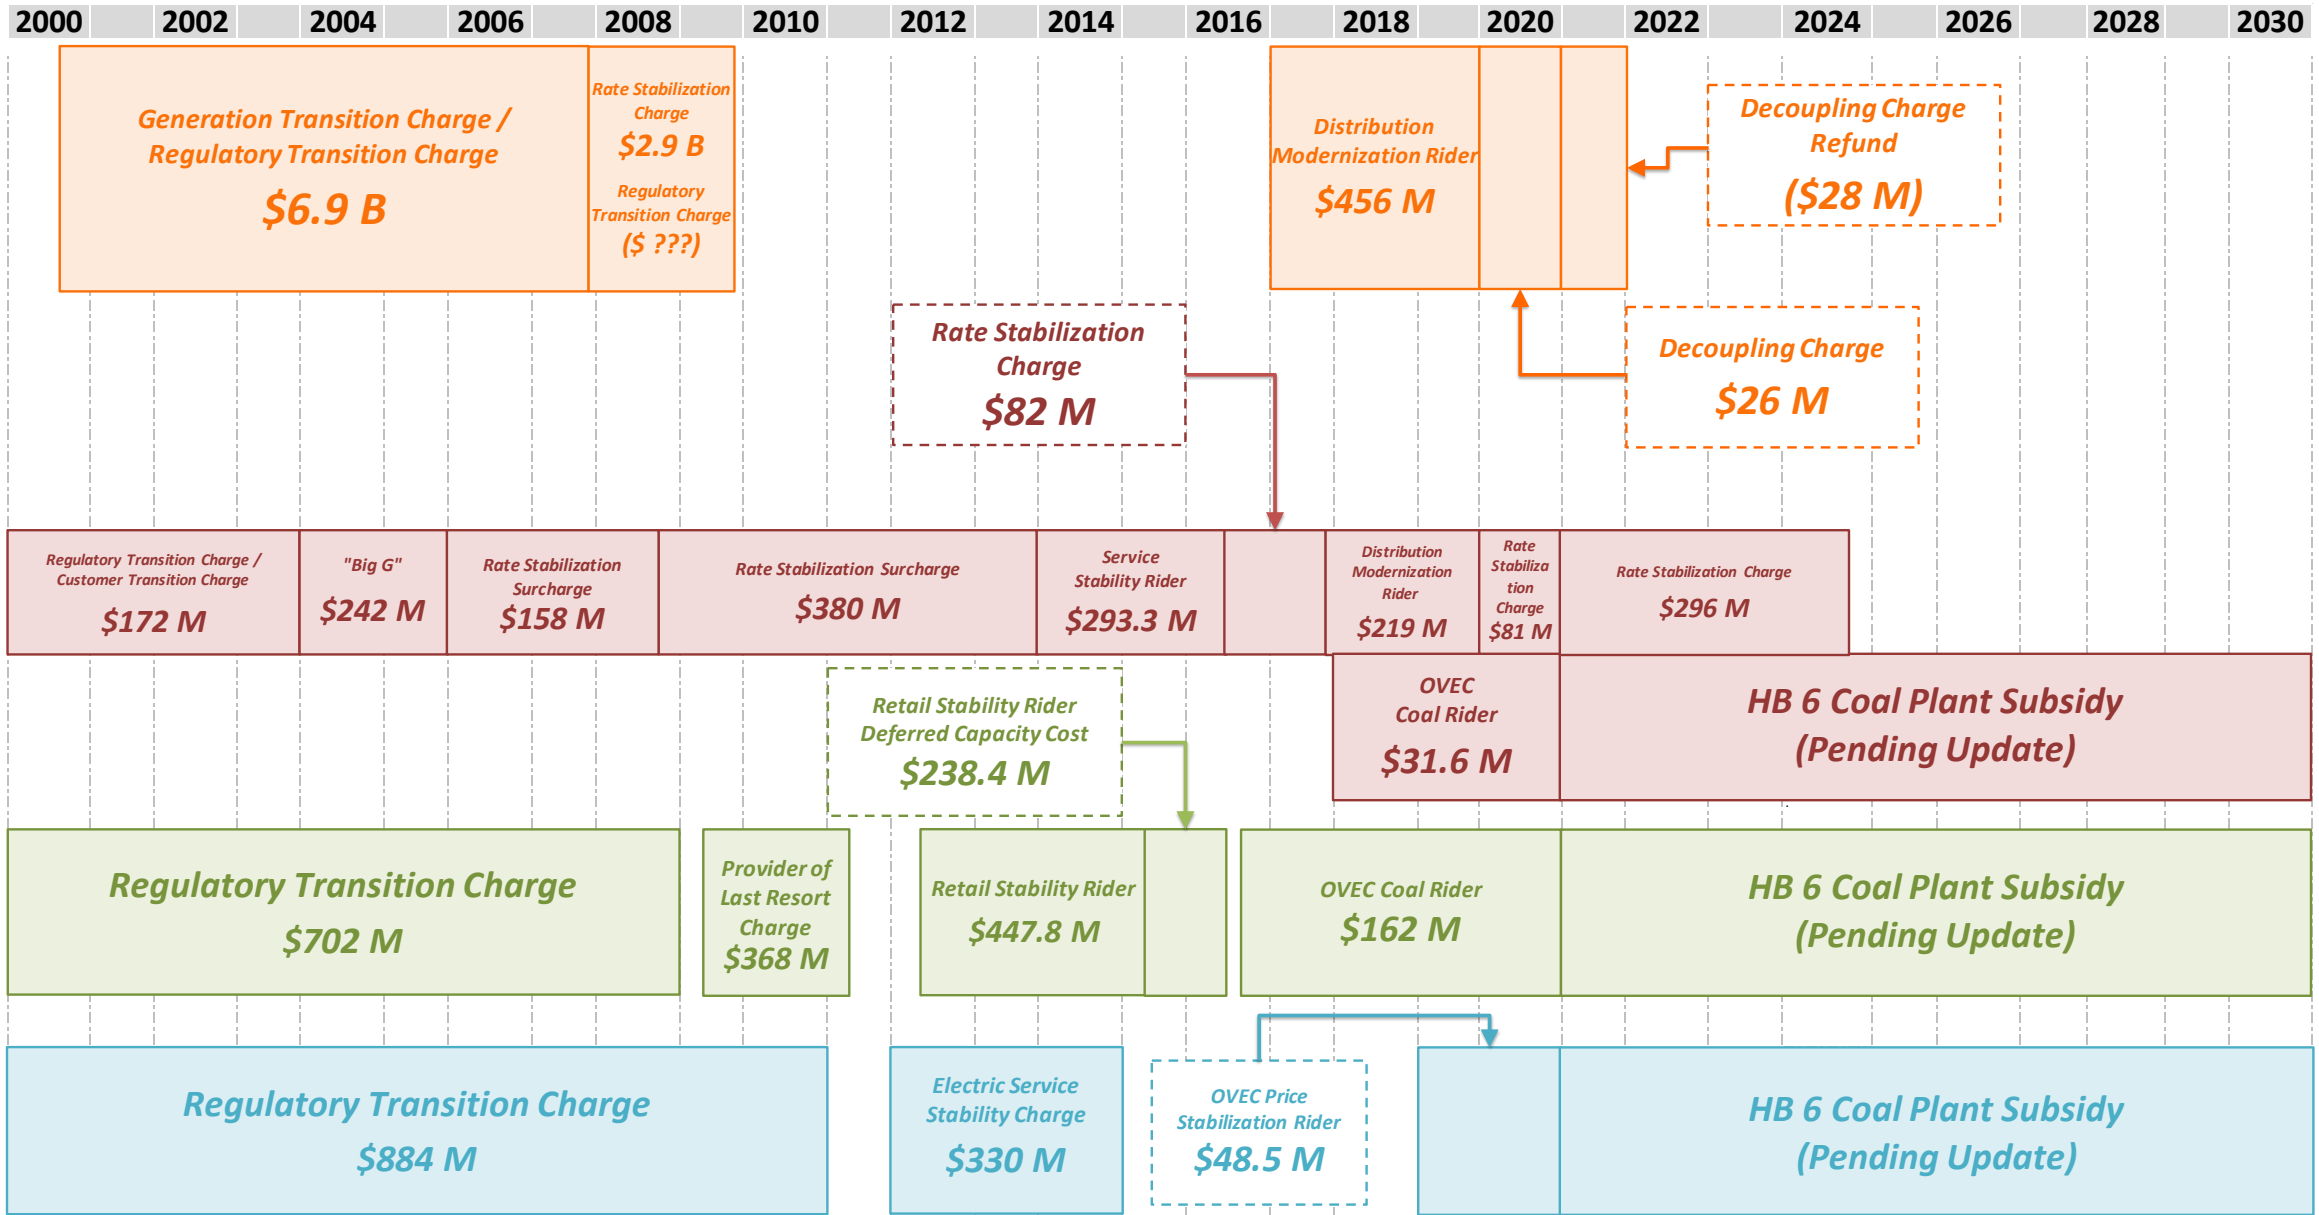 2000 2002 2004 2006 2008 2010 2012 2014 2016 2018 2020 2022 2024 2026 2028 2030
Generation Transition Charge /
Regulatory Transition Charge
$6.9 B
Rate Stabilization
Charge
$2.9 B
Regulatory
Transition Charge
($ ???)
Distribution
Modernization Rider
$456 M
Decoupling Charge
Refund
($28 M)
Decoupling Charge
$26 M
Rate Stabilization
Charge
$82 M
Regulatory Transition Charge /
Customer Transition Charge
$172 M
"Big G"
$242 M
Rate Stabilization
Surcharge
$158 M
Rate Stabilization Surcharge
$380 M
Service
Stability Rider
$293.3 M
Distribution
Modernization
Rider
$219 M
Rate
Stabiliza
tion
Charge
$81 M
Rate Stabilization Charge
$296 M
OVEC
Coal Rider
$31.6 M
HB 6 Coal Plant Subsidy
(Pending Update)
Retail Stability Rider
Deferred Capacity Cost
$238.4 M
Regulatory Transition Charge
$702 M
Provider of
Last Resort
Charge
$368 M
Retail Stability Rider
$447.8 M
OVEC Coal Rider
$162 M
HB 6 Coal Plant Subsidy
(Pending Update)
Regulatory Transition Charge
$884 M
Electric Service
Stability Charge
$330 M
OVEC Price
Stabilization Rider
$48.5 M
HB 6 Coal Plant Subsidy
(Pending Update)